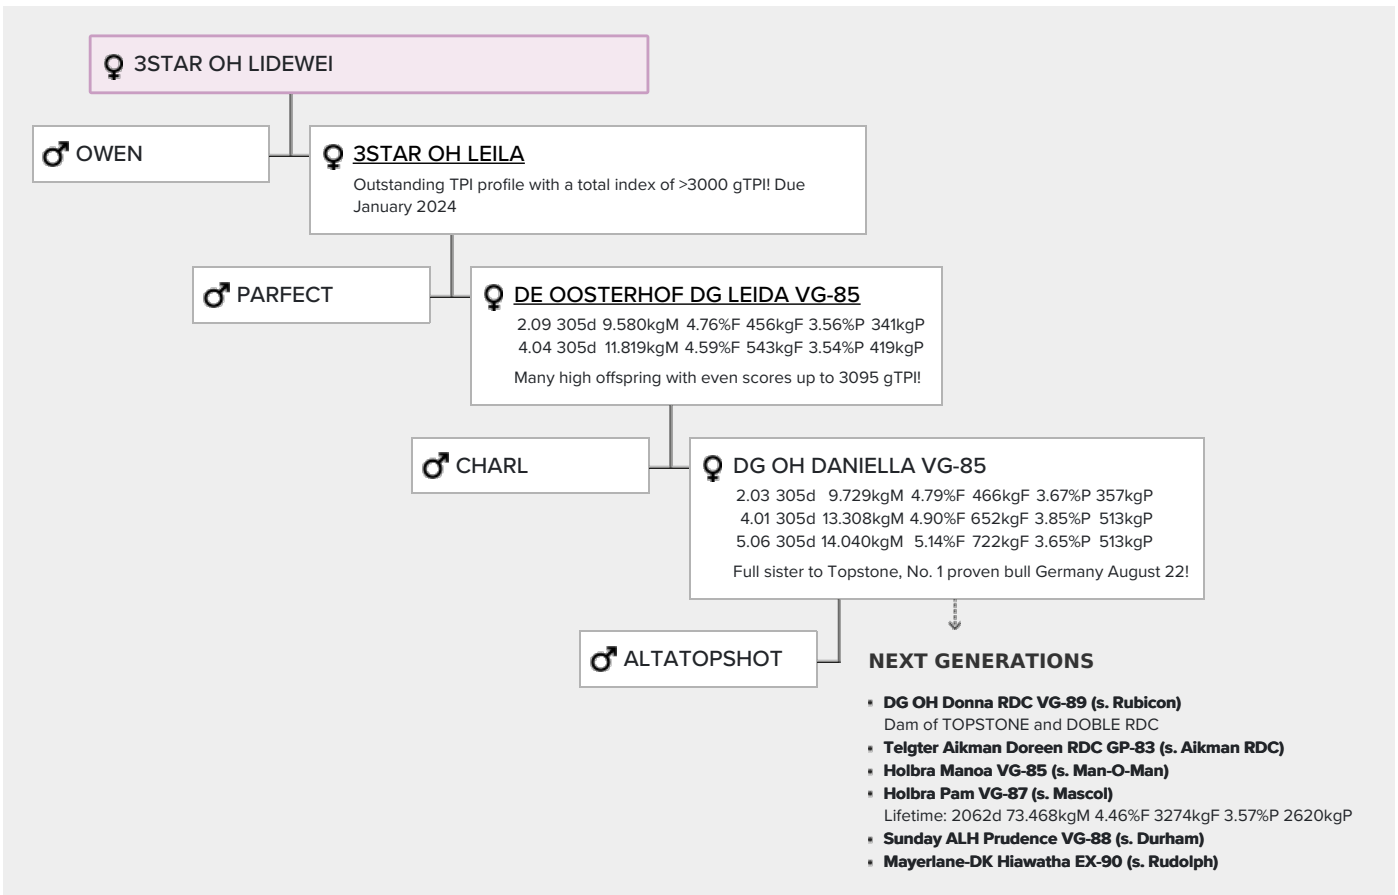 3STAR OH LIDEWEI
OWEN
3STAR OH LEILA
Outstanding TPI profile with a total index of >3000 gTPI! Due
January 2024
PARFECT
DE OOSTERHOF DG LEIDA VG-85
2.09 305d 9.580kgM 4.76%F 456kgF 3.56%P 341kgP
4.04 305d 11.819kgM 4.59%F 543kgF 3.54%P 419kgP
Many high offspring with even scores up to 3095 gTPI!
CHARL
DG OH DANIELLA VG-85
2.03 305d 9.729kgM 4.79%F 466kgF 3.67%P 357kgP
4.01 305d 13.308kgM 4.90%F 652kgF 3.85%P 513kgP
5.06 305d 14.040kgM 5.14%F 722kgF 3.65%P 513kgP
Full sister to Topstone, No. 1 proven bull Germany August 22!
ALTATOPSHOT
NEXT GENERATIONS
DG OH Donna RDC VG-89 (s. Rubicon)
Dam of TOPSTONE and DOBLE RDC
Telgter Aikman Doreen RDC GP-83 (s. Aikman RDC)
Holbra Manoa VG-85 (s. Man-O-Man)
Holbra Pam VG-87 (s. Mascol)
Lifetime: 2062d 73.468kgM 4.46%F 3274kgF 3.57%P 2620kgP
Sunday ALH Prudence VG-88 (s. Durham)
Mayerlane-DK Hiawatha EX-90 (s. Rudolph)